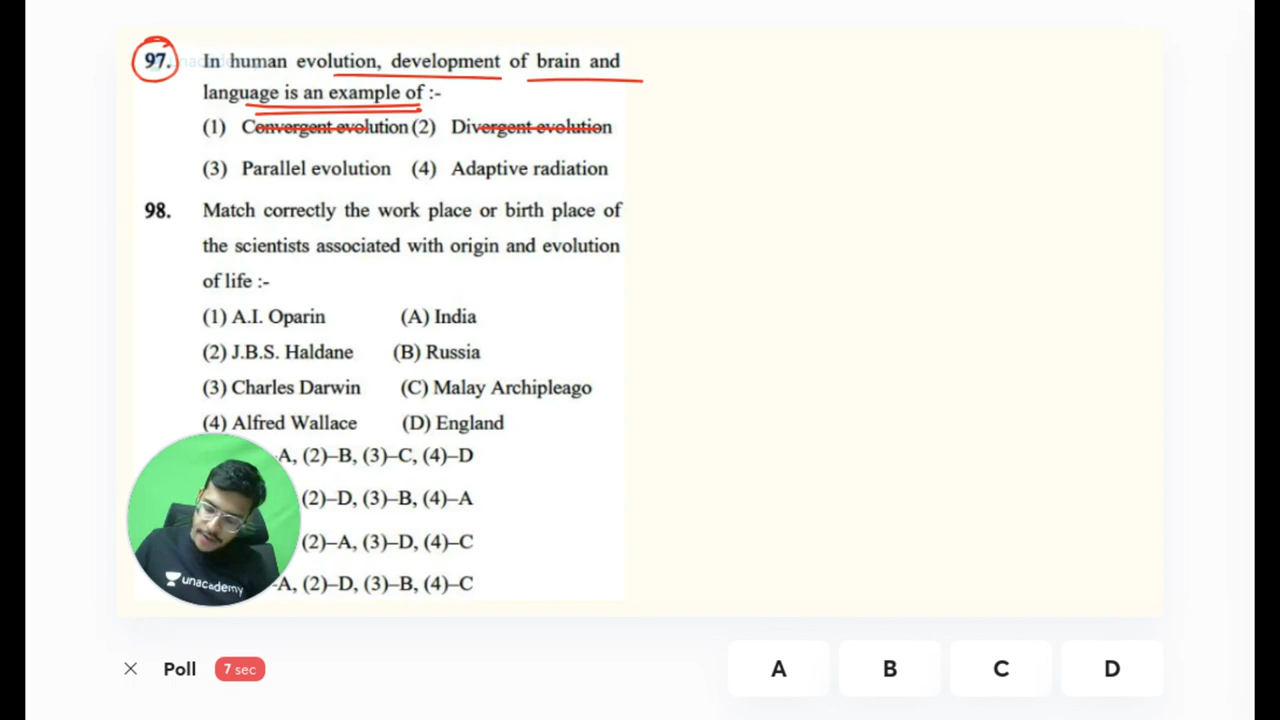 97. In human evolution, development of brain and
language is an example of :-
(1) Convergent evolution (2) Divergent evolution
(3) Parallel evolution (4) Adaptive radiation
98. Match correctly the work place or birth place of
the scientists associated with origin and evolution
of life :-
(1) A.I. Oparin (A) India
(2) J.B.S. Haldane (B) Russia
(3) Charles Darwin (C) Malay Archipleago
(4) Alfred Wallace (D) England
-A, (2)–B, (3)–C, (4)–D
(2)–D, (3)–B, (4)–A
(2)–A, (3)–D, (4)–C
-A, (2)–D, (3)–B, (4)–C
unacademy
× Poll 7 sec A B C D